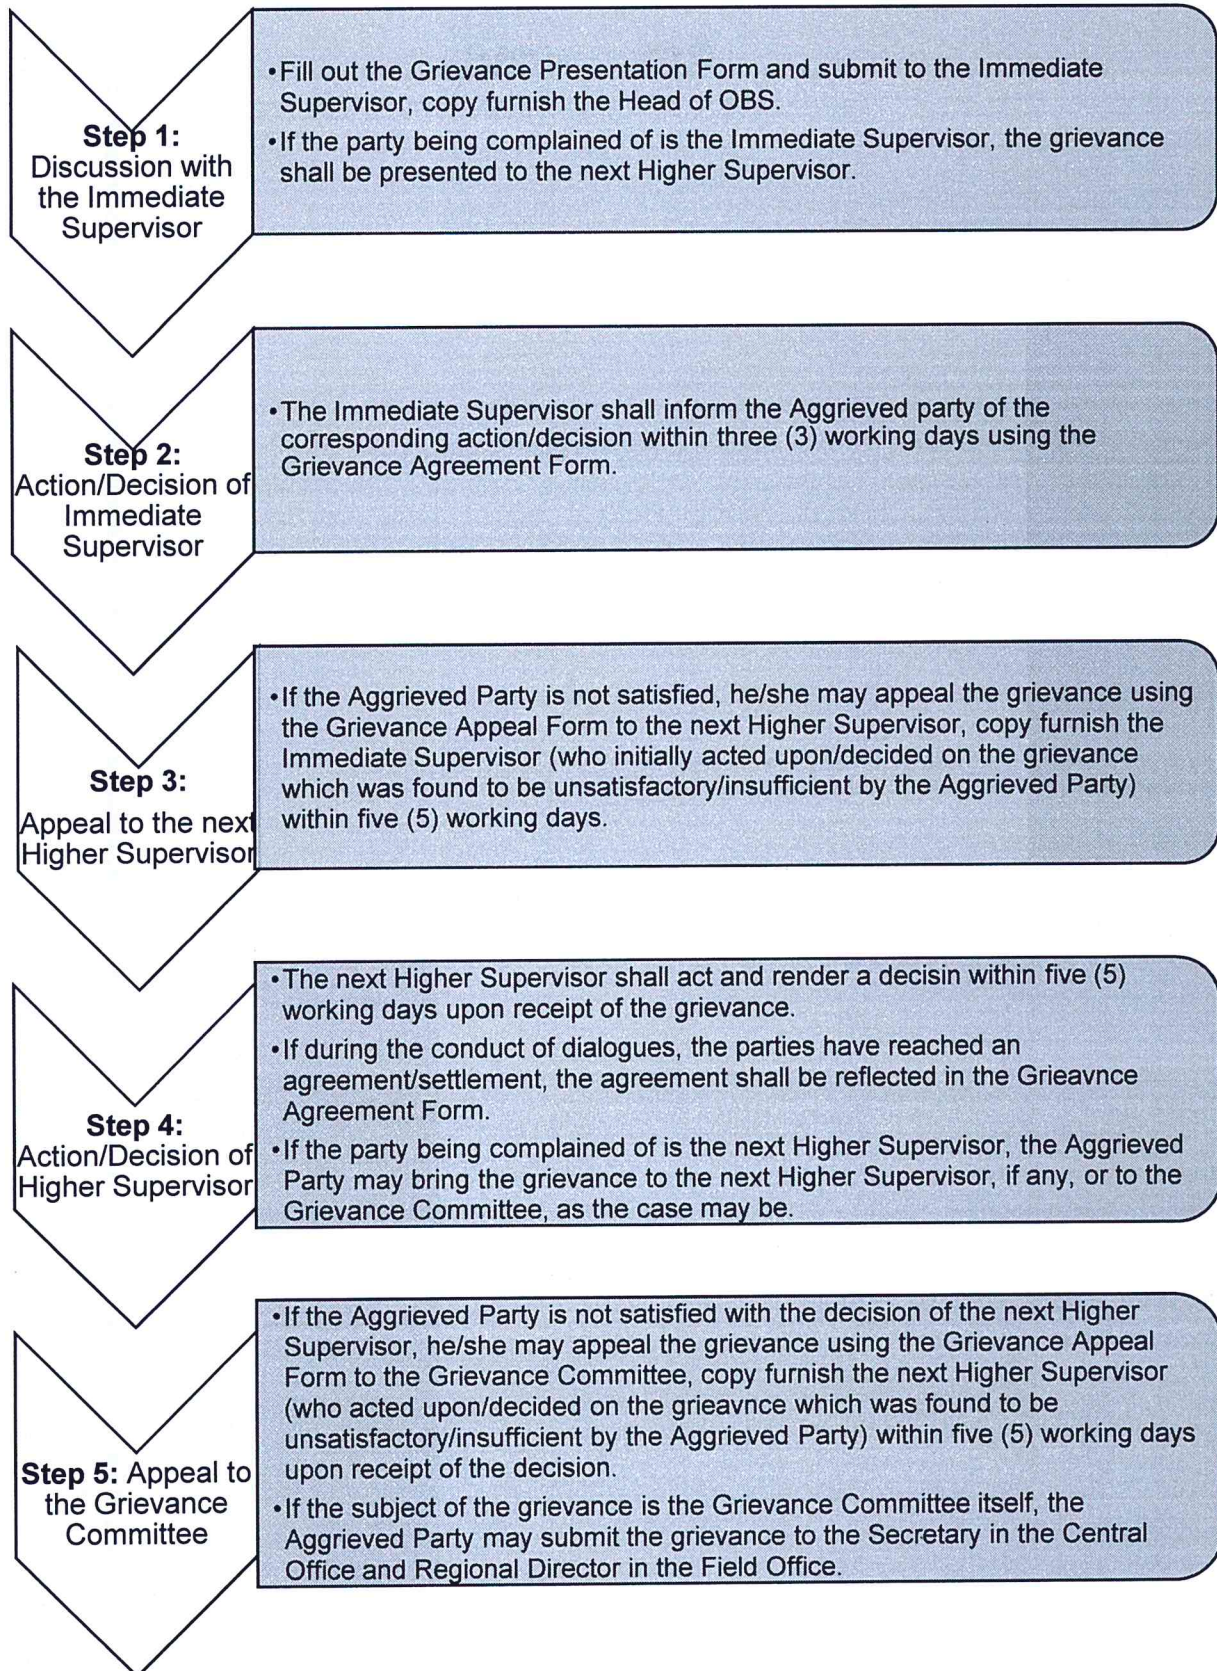 Step 1:
Discussion with
the Immediate
Supervisor
•Fill out the Grievance Presentation Form and submit to the Immediate
Supervisor, copy furnish the Head of OBS.
•If the party being complained of is the Immediate Supervisor, the grievance
shall be presented to the next Higher Supervisor.
Step 2:
Action/Decision of
Immediate
Supervisor
•The Immediate Supervisor shall inform the Aggrieved party of the
corresponding action/decision within three (3) working days using the
Grievance Agreement Form.
Step 3:
Appeal to the next
Higher Supervisor
•If the Aggrieved Party is not satisfied, he/she may appeal the grievance using
the Grievance Appeal Form to the next Higher Supervisor, copy furnish the
Immediate Supervisor (who initially acted upon/decided on the grievance
which was found to be unsatisfactory/insufficient by the Aggrieved Party)
within five (5) working days.
Step 4:
Action/Decision of
Higher Supervisor
•The next Higher Supervisor shall act and render a decisin within five (5)
working days upon receipt of the grievance.
•If during the conduct of dialogues, the parties have reached an
agreement/settlement, the agreement shall be reflected in the Grieavnce
Agreement Form.
•If the party being complained of is the next Higher Supervisor, the Aggrieved
Party may bring the grievance to the next Higher Supervisor, if any, or to the
Grievance Committee, as the case may be.
Step 5: Appeal to
the Grievance
Committee
•If the Aggrieved Party is not satisfied with the decision of the next Higher
Supervisor, he/she may appeal the grievance using the Grievance Appeal
Form to the Grievance Committee, copy furnish the next Higher Supervisor
(who acted upon/decided on the grieavnce which was found to be
unsatisfactory/insufficient by the Aggrieved Party) within five (5) working days
upon receipt of the decision.
•If the subject of the grievance is the Grievance Committee itself, the
Aggrieved Party may submit the grievance to the Secretary in the Central
Office and Regional Director in the Field Office.